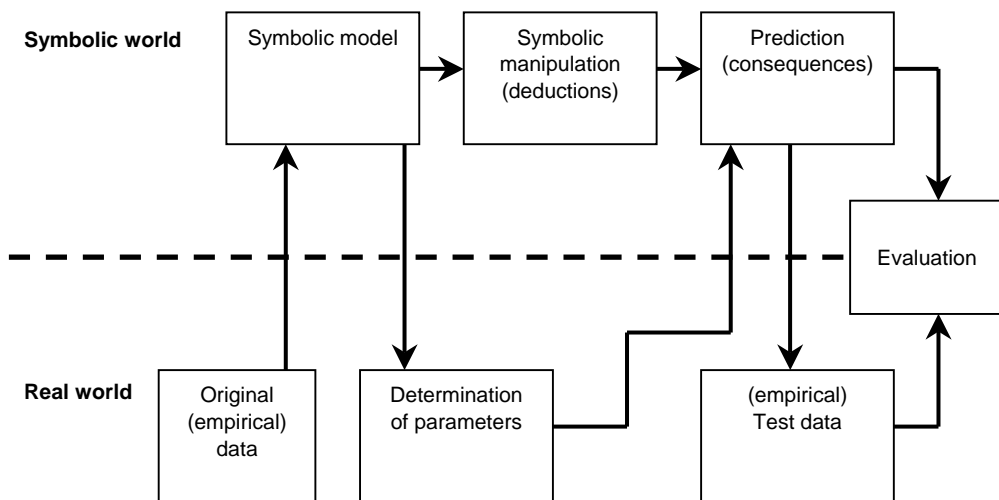 Symbolic world
Symbolic model
Symbolic
manipulation
(deductions)
Prediction
(consequences)
Evaluation
Real world
Original
(empirical)
data
Determination
of parameters
(empirical)
Test data